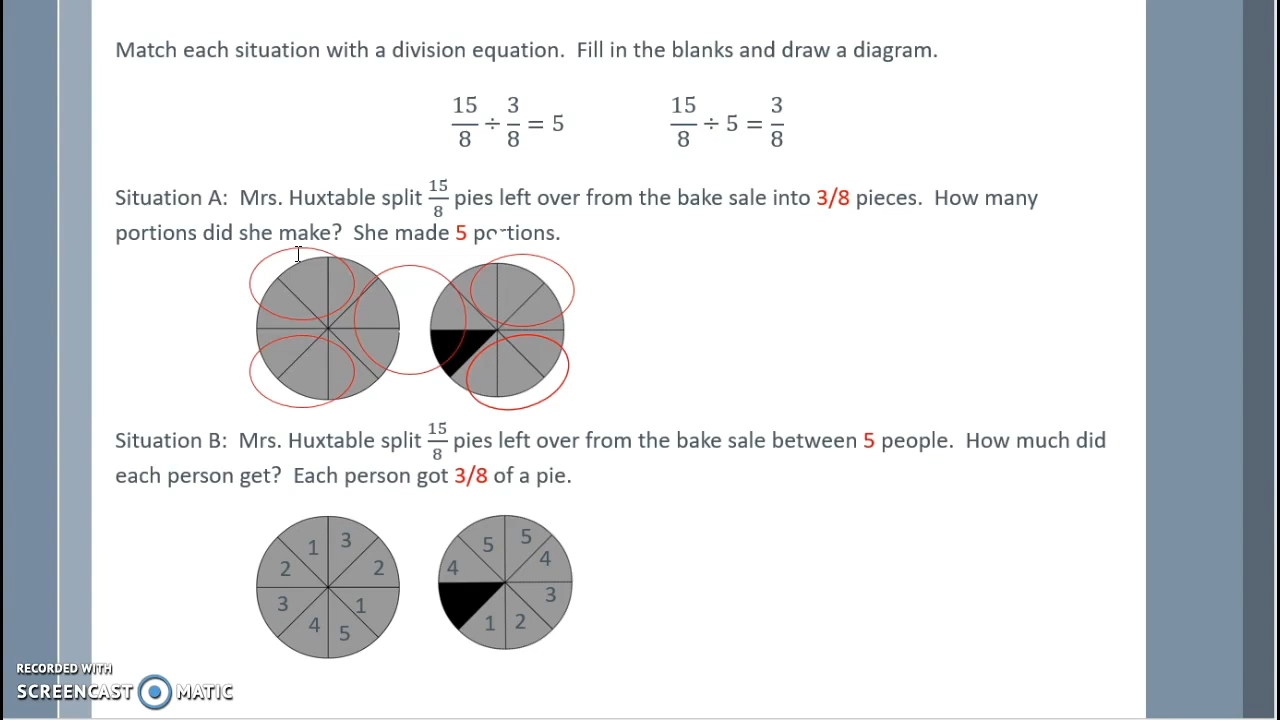 Match each situation with a division equation.  Fill in the blanks and draw a diagram.
15/8 ÷ 3/8 = 5    15/8 ÷ 5 = 3/8
Situation A:  Mrs. Huxtable split 15/8 pies left over from the bake sale into 3/8 pieces.  How many
portions did she make?  She made 5 portions.
Situation B:  Mrs. Huxtable split 15/8 pies left over from the bake sale between 5 people.  How much did
each person get?  Each person got 3/8 of a pie.
1 3 5 5
2 2 4 4
3 1 3
4 5 1 2
RECORDED WITH
SCREENCAST MATIC